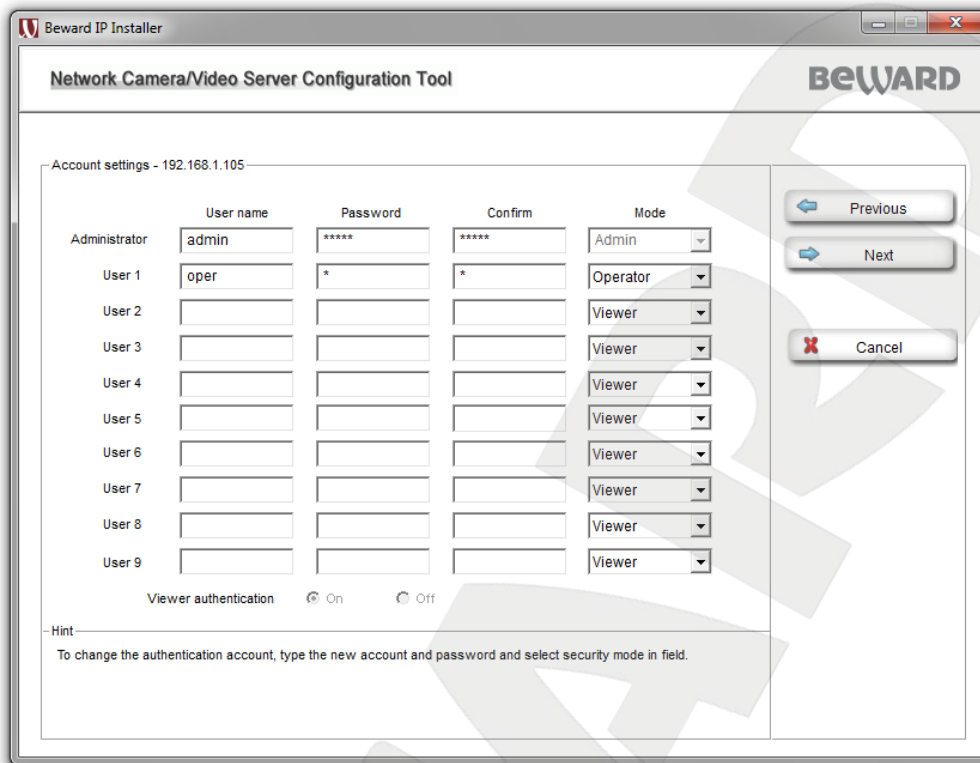 Beward IP Installer
Network Camera/Video Server Configuration Tool
BEWARD
Account settings - 192.168.1.105
User name Password Confirm Mode
Administrator admin ***** ***** Admin
User 1 oper * * Operator
User 2 Viewer
User 3 Viewer
User 4 Viewer
User 5 Viewer
User 6 Viewer
User 7 Viewer
User 8 Viewer
User 9 Viewer
Viewer authentication On Off
Hint
To change the authentication account, type the new account and password and select security mode in field.
Previous
Next
Cancel